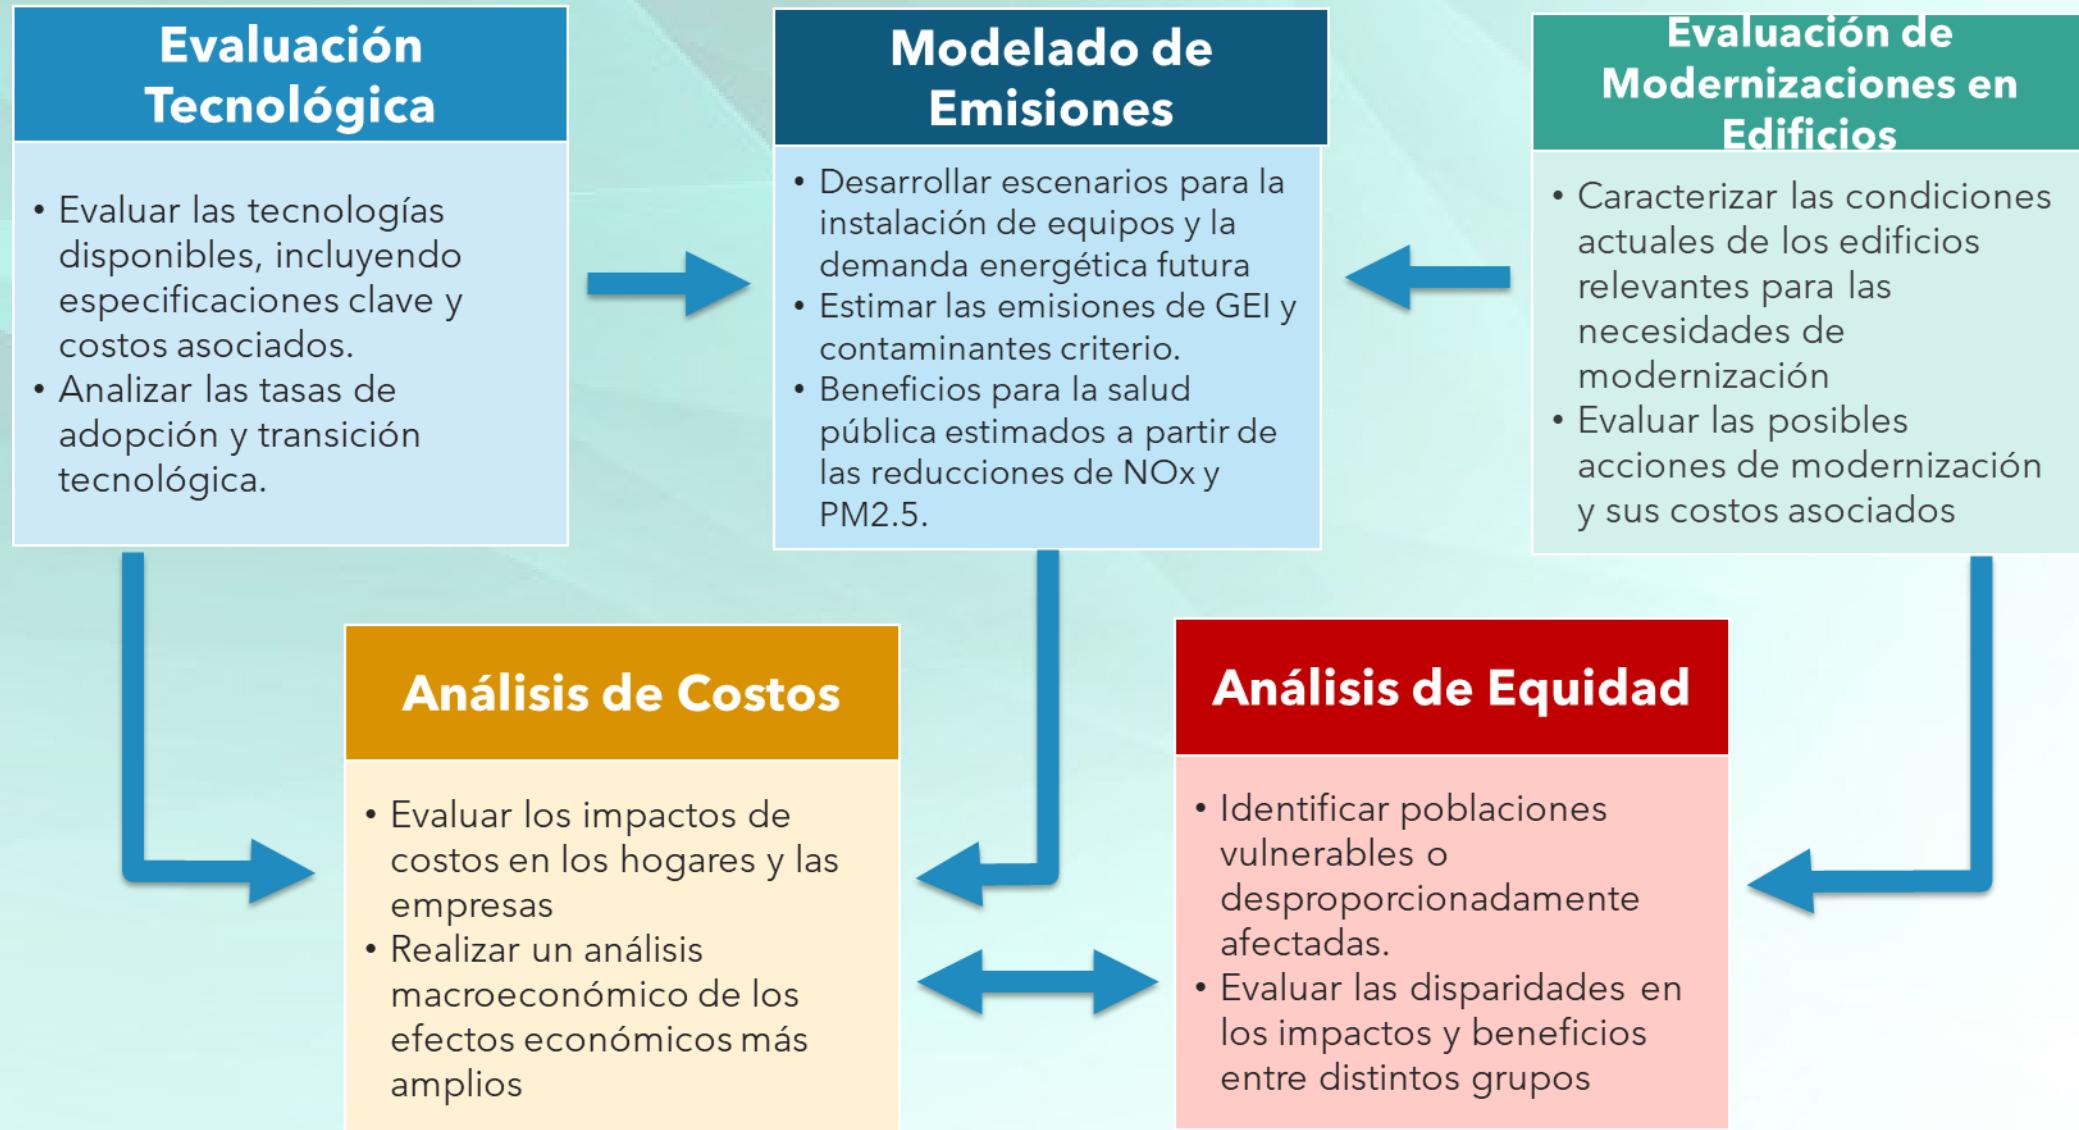 Evaluación
Tecnológica
• Evaluar las tecnologías
disponibles, incluyendo
especificaciones clave y
costos asociados.
• Analizar las tasas de
adopción y transición
tecnológica.
Modelado de
Emisiones
• Desarrollar escenarios para la
instalación de equipos y la
demanda energética futura
• Estimar las emisiones de GEI y
contaminantes criterio.
• Beneficios para la salud
pública estimados a partir de
las reducciones de NOx y
PM2.5.
Evaluación de
Modernizaciones en
Edificios
• Caracterizar las condiciones
actuales de los edificios
relevantes para las
necesidades de
modernización
• Evaluar las posibles
acciones de modernización
y sus costos asociados
Análisis de Costos
• Evaluar los impactos de
costos en los hogares y las
empresas
• Realizar un análisis
macroeconómico de los
efectos económicos más
amplios
Análisis de Equidad
• Identificar poblaciones
vulnerables o
desproporcionadamente
afectadas.
• Evaluar las disparidades en
los impactos y beneficios
entre distintos grupos